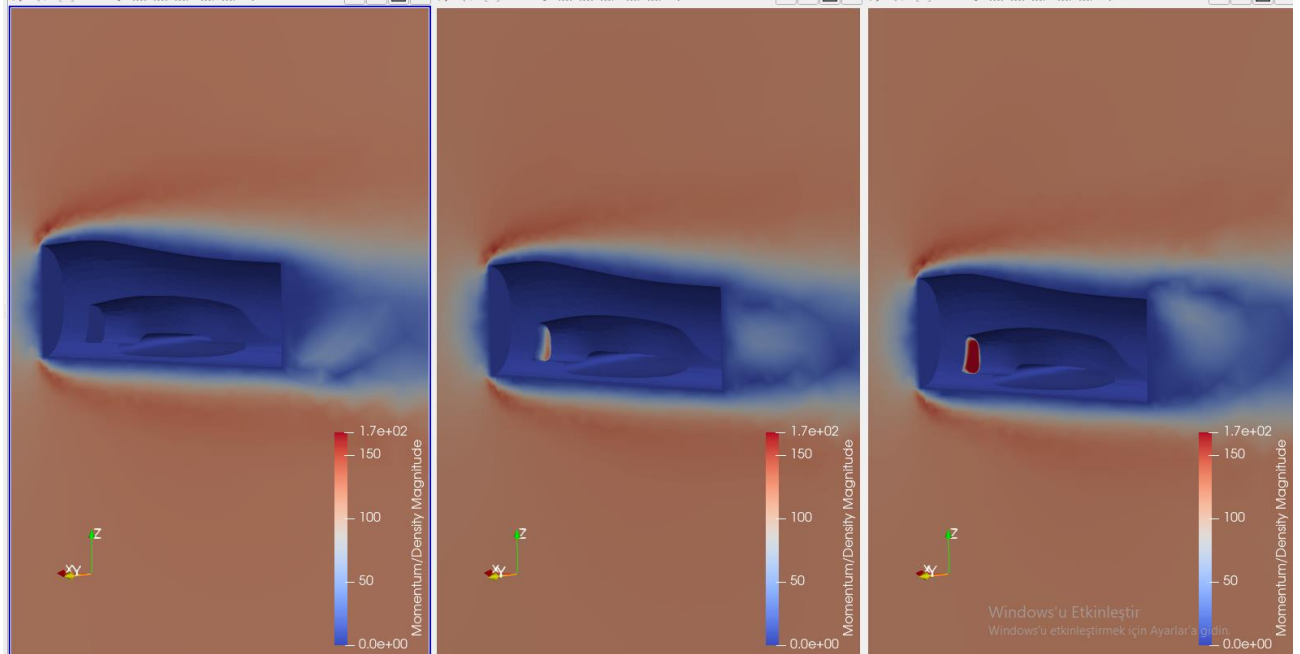 1.7e+02
150
100
50
0.0e+00
Momentum/Density Magnitude
Z
X
Y
1.7e+02
150
100
50
0.0e+00
Momentum/Density Magnitude
Z
X
Y
1.7e+02
150
100
50
0.0e+00
Momentum/Density Magnitude
Z
X
Y
Windows'u Etkinleştir
Windows'u etkinleştirmek için Ayarlar'a gidin.